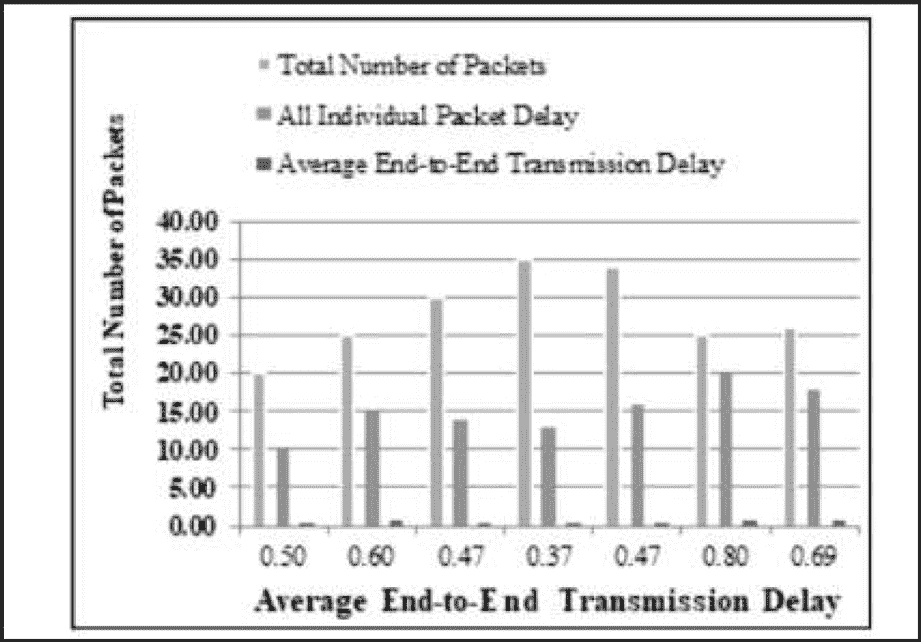 Total Number of Packets
All Individual Packet Delay
Average End-to-End Transmission Delay
Total Number of Packets
40.00
35.00
30.00
25.00
20.00
15.00
10.00
5.00
0.00
0.50 0.60 0.47 0.37 0.47 0.80 0.69
Average End-to-End Transmission Delay